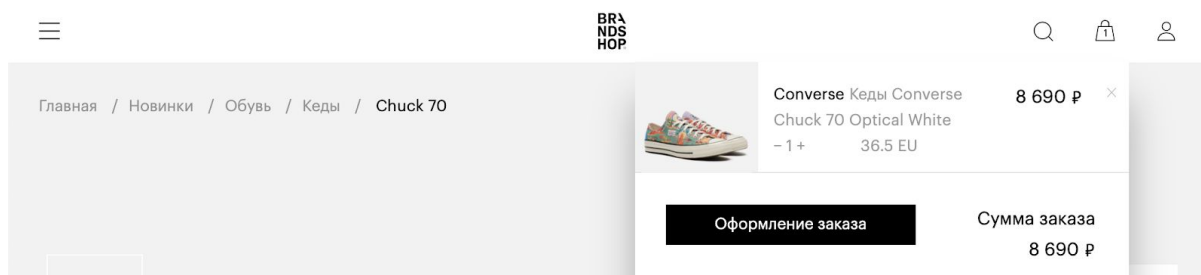 BRA
NDS
HOP.
1
Главная / Новинки / Обувь / Кеды / Chuck 70
Converse Кеды Converse
Chuck 70 Optical White
– 1 + 36.5 EU
8 690 ₽
Оформление заказа
Сумма заказа
8 690 ₽